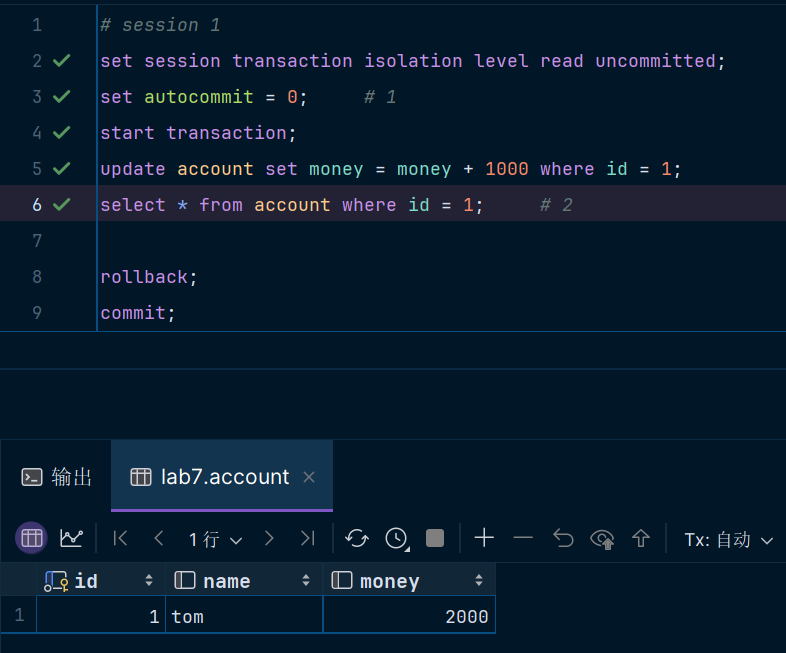 1 # session 1
2 set session transaction isolation level read uncommitted;
3 set autocommit = 0; # 1
4 start transaction;
5 update account set money = money + 1000 where id = 1;
6 select * from account where id = 1; # 2
7
8 rollback;
9 commit;
输出 lab7.account
1 行 Tx: 自动
id name money
1 1 tom 2000